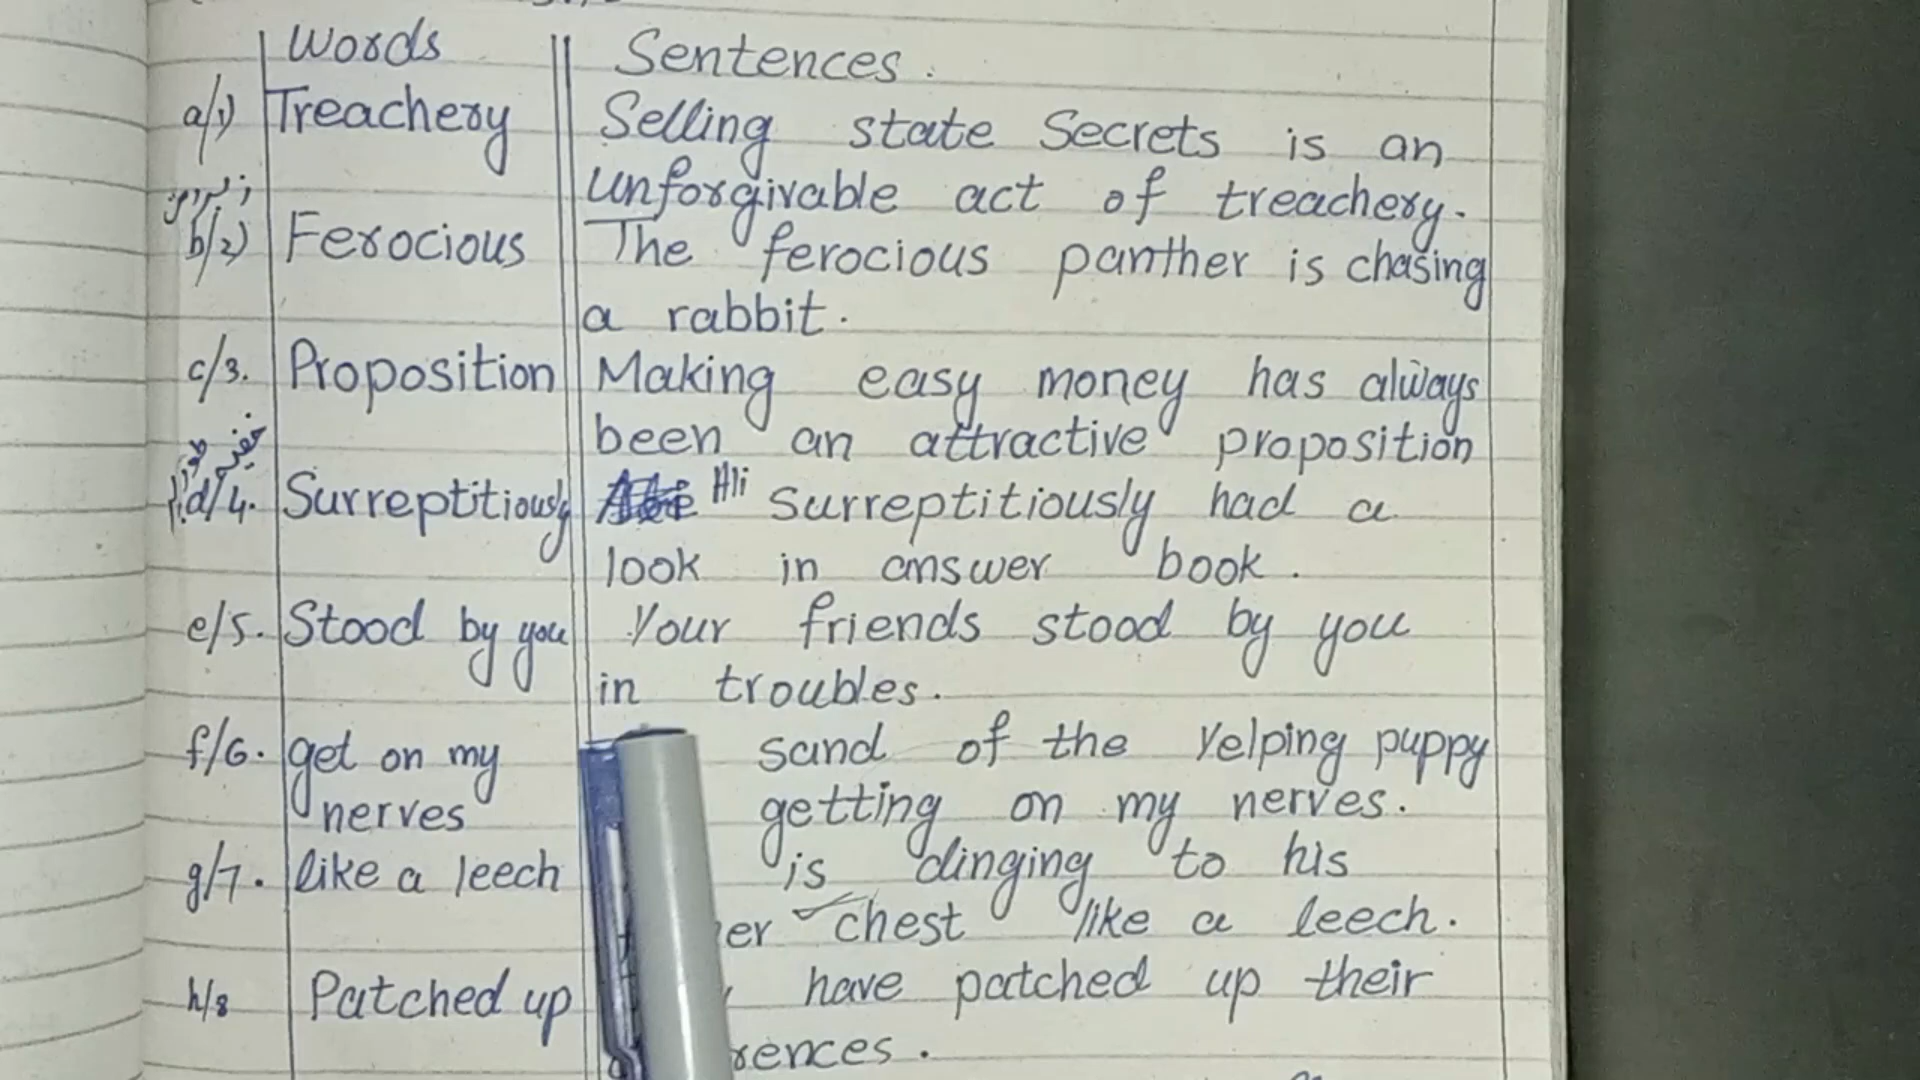 Words Sentences.
a/1) Treachery Selling state Secrets is an
unforgivable act of treachery.
b/2) Ferocious The ferocious panther is chasing
a rabbit.
c/3. Proposition Making easy money has always
been an attractive proposition
خفیہ طور
d/4. Surreptitiously Ali surreptitiously had a
look in answer book.
e/5. Stood by you Your friends stood by you
in troubles.
f/6. get on my sand of the Yelping puppy
nerves getting on my nerves.
g/7. like a leech is clinging to his
chest like a leech.
h/8 Patched up have patched up their
rences.